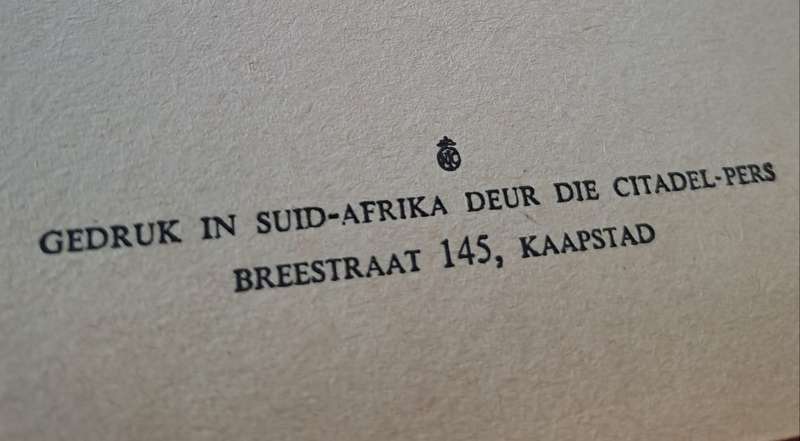 GEDRUK IN SUID-AFRIKA DEUR DIE CITADEL-PERS
BREESTRAAT 145, KAAPSTAD